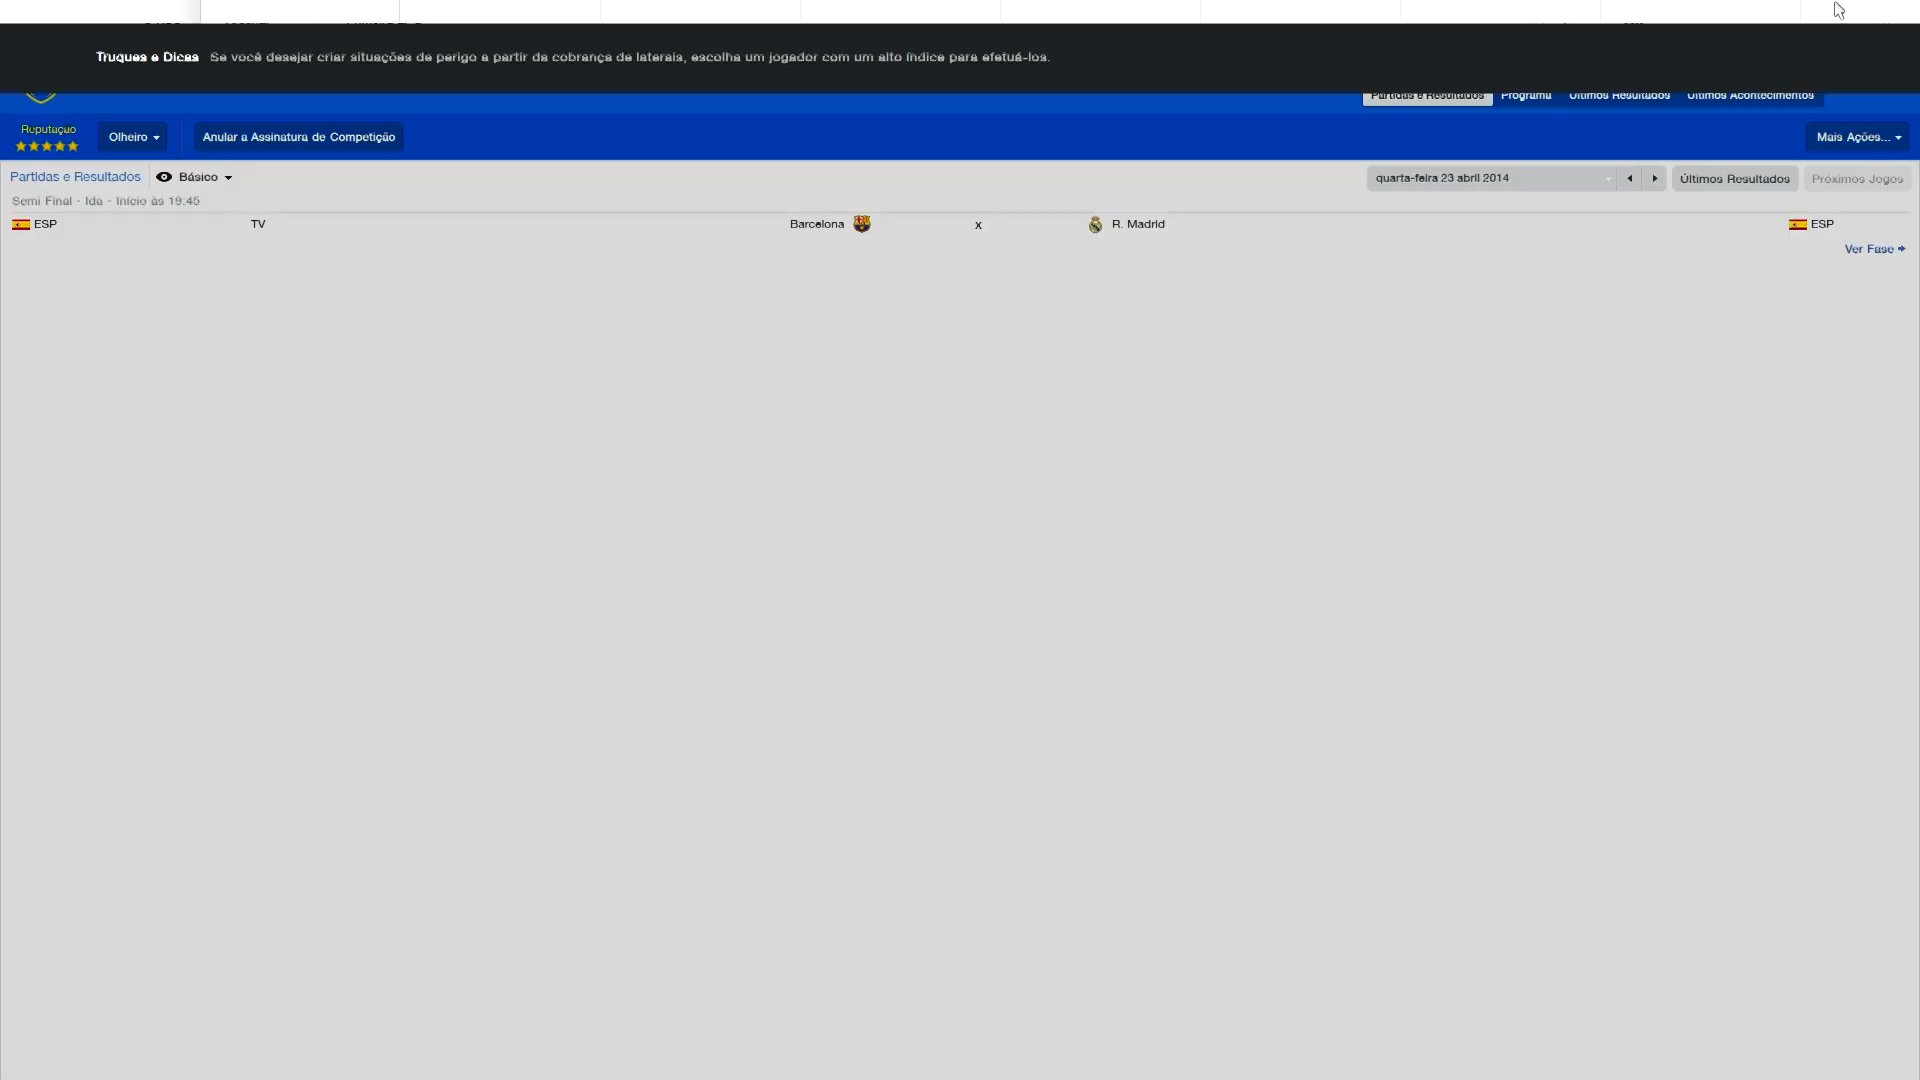 Truques e Dicas Se você desejar criar situações de perigo a partir da cobrança de laterais, escolha um jogador com um alto índice para efetuá-los.
Partidas e Resultados Programa Últimos Resultados Últimos Acontecimentos
Reputação
Olheiro
Anular a Assinatura de Competição
Mais Ações...
Partidas e Resultados Básico quarta-feira 23 abril 2014 Últimos Resultados Próximos Jogos
Semi Final - Ida - Início às 19:45
ESP TV Barcelona x R. Madrid ESP
Ver Fase